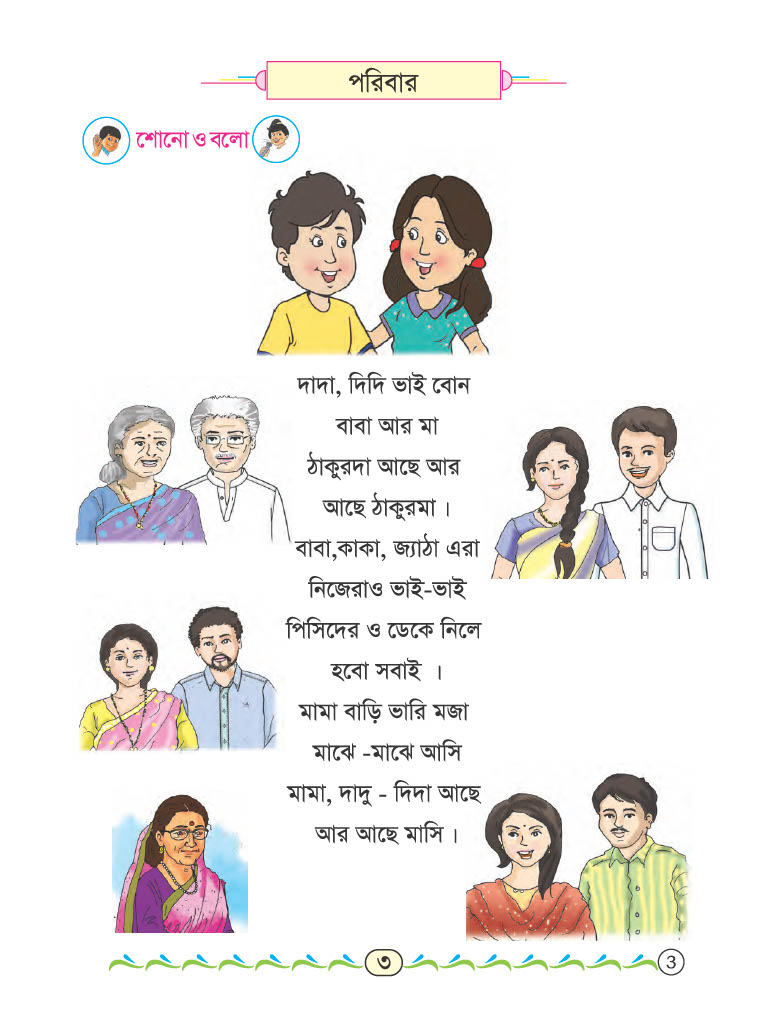 পরিবার
শোনো ও বলো
দাদা, দিদি ভাই বোন
বাবা আর মা
ঠাকুরদা আছে আর
আছে ঠাকুরমা ।
বাবা,কাকা, জ্যাঠা এরা
নিজেরাও ভাই-ভাই
পিসিদের ও ডেকে নিলে
হবো সবাই ।
মামা বাড়ি ভারি মজা
মাঝে -মাঝে আসি
মামা, দাদু - দিদা আছে
আর আছে মাসি ।
৩
3